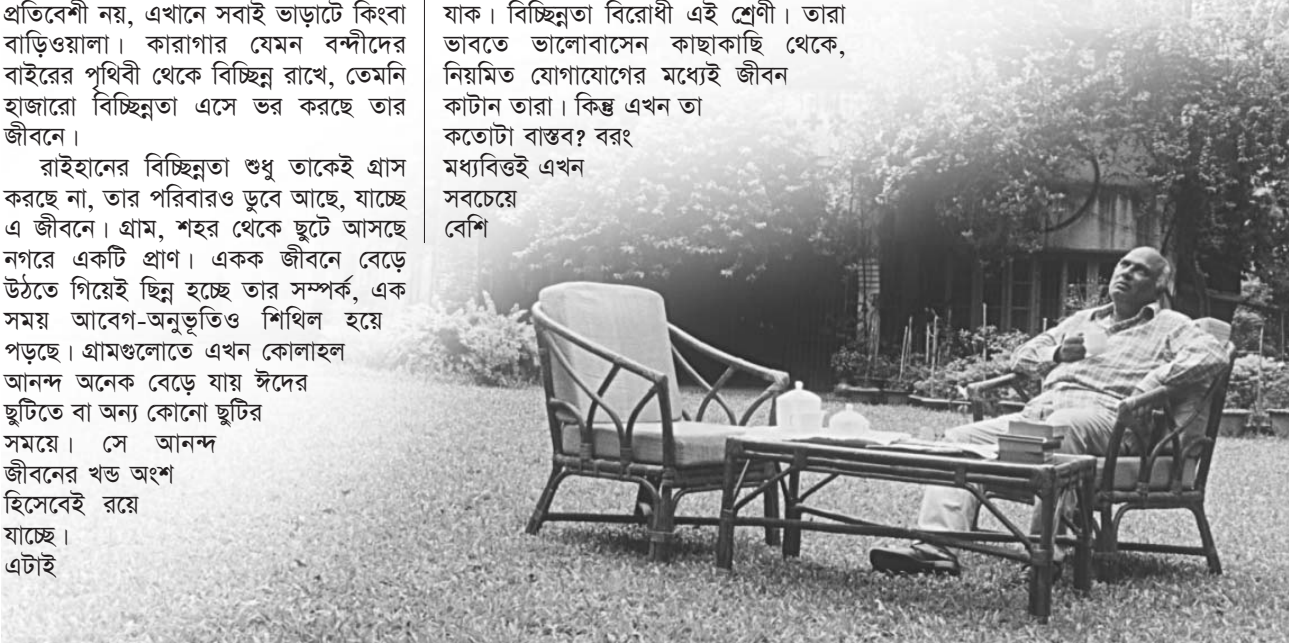 প্রতিবেশী নয়, এখানে সবাই ভাড়াটে কিংবা
বাড়িওয়ালা। কারাগার যেমন বন্দীদের
বাইরের পৃথিবী থেকে বিচ্ছিন্ন রাখে, তেমনি
হাজারো বিচ্ছিন্নতা এসে ভর করছে তার
জীবনে।
রাইহানের বিচ্ছিন্নতা শুধু তাকেই গ্রাস
করছে না, তার পরিবারও ডুবে আছে, যাচ্ছে
এ জীবনে। গ্রাম, শহর থেকে ছুটে আসছে
নগরে একটি প্রাণ। একক জীবনে বেড়ে
উঠতে গিয়েই ছিন্ন হচ্ছে তার সম্পর্ক, এক
সময় আবেগ-অনুভূতিও শিথিল হয়ে
পড়ছে। গ্রামগুলোতে এখন কোলাহল
আনন্দ অনেক বেড়ে যায় ঈদের
ছুটিতে বা অন্য কোনো ছুটির
সময়ে। সে আনন্দ
জীবনের খন্ড অংশ
হিসেবেই রয়ে
যাচ্ছে।
এটাই
যাক। বিচ্ছিন্নতা বিরোধী এই শ্রেণী। তারা
ভাবতে ভালোবাসেন কাছাকাছি থেকে,
নিয়মিত যোগাযোগের মধ্যেই জীবন
কাটান তারা। কিন্তু এখন তা
কতোটা বাস্তব? বরং
মধ্যবিত্তই এখন
সবচেয়ে
বেশি